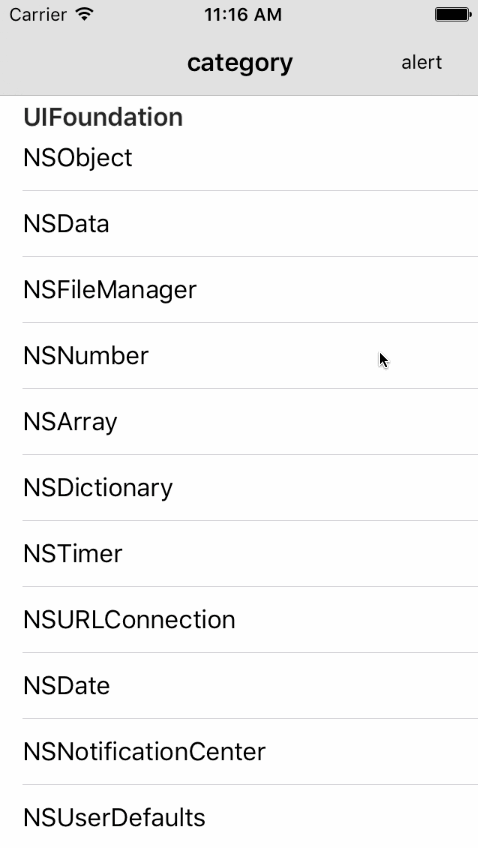 Carrier 11:16 AM
category alert
UIFoundation
NSObject
NSData
NSFileManager
NSNumber
NSArray
NSDictionary
NSTimer
NSURLConnection
NSDate
NSNotificationCenter
NSUserDefaults